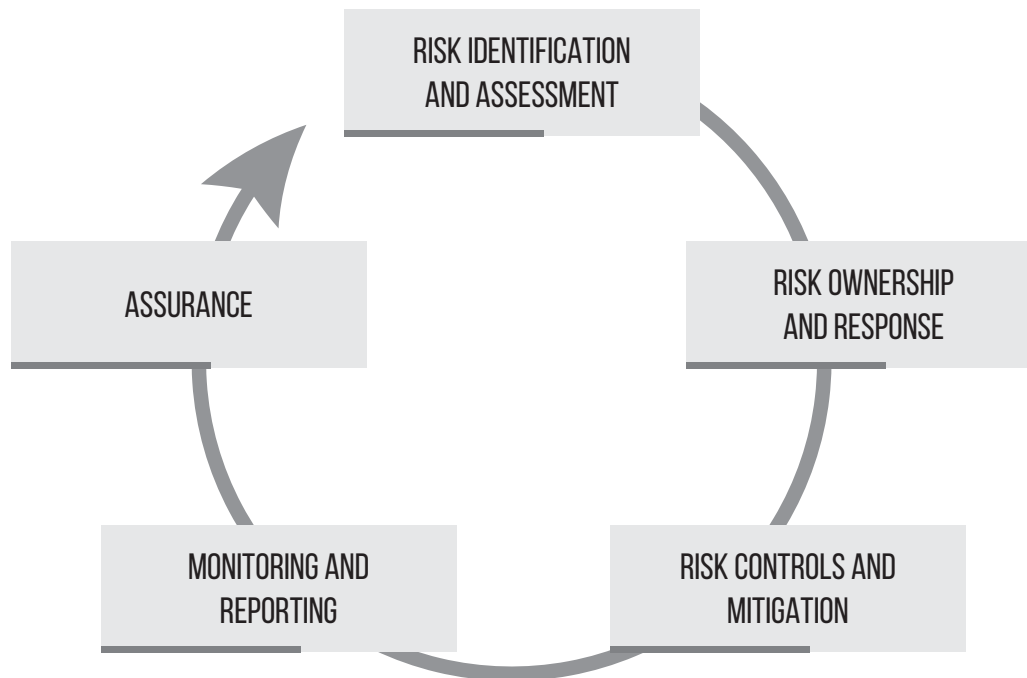 RISK IDENTIFICATION
AND ASSESSMENT
RISK OWNERSHIP
AND RESPONSE
RISK CONTROLS AND
MITIGATION
MONITORING AND
REPORTING
ASSURANCE